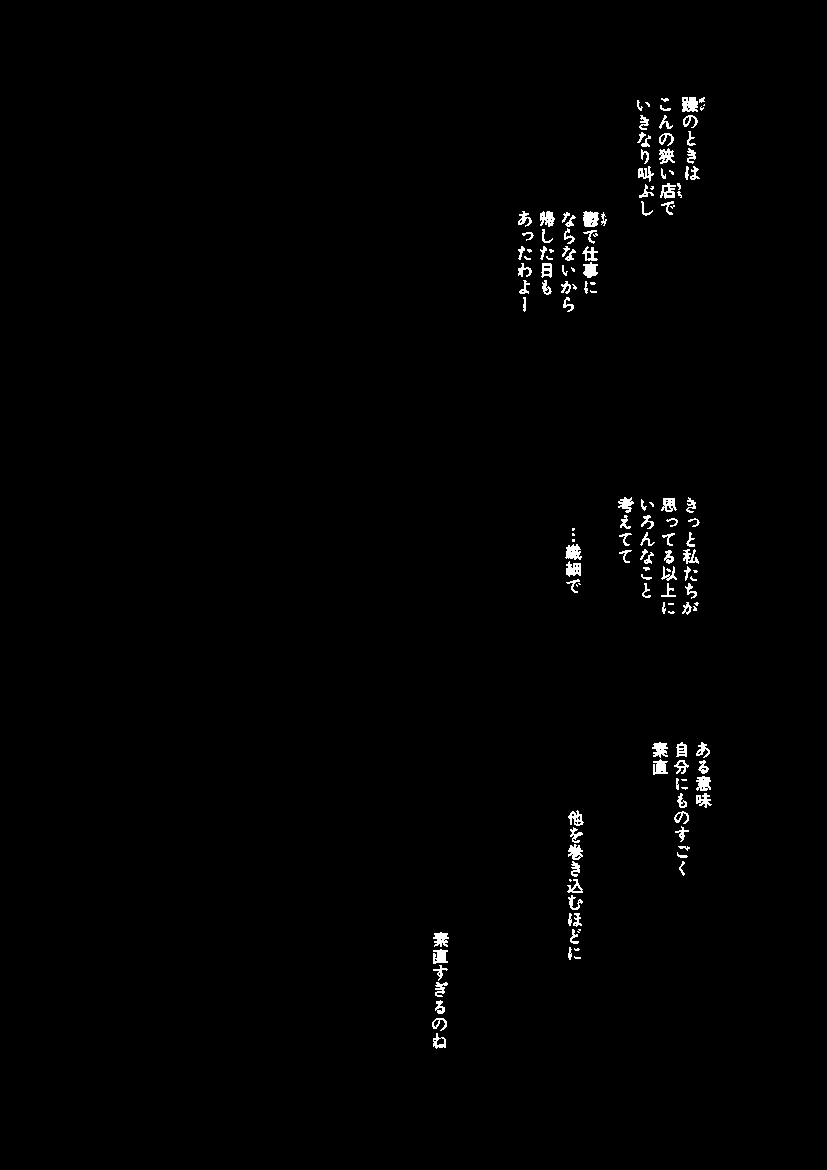 躁のときは
こんの狭い店で
いきなり叫ぶし
鬱で仕事に
ならないから
帰した日も
あったわよー
きっと私たちが
思ってる以上に
いろんなこと
考えてて
…繊細で
ある意味
自分にものすごく
素直
他を巻き込むほどに
素直すぎるのね